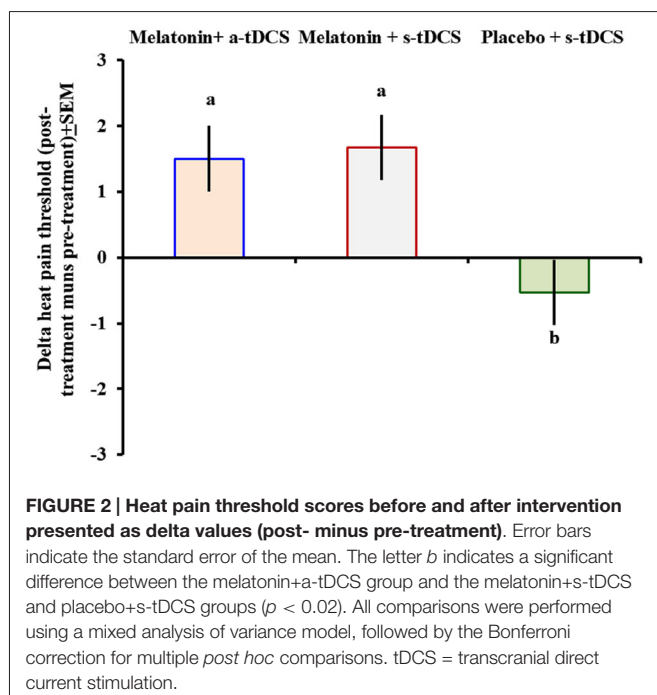 Melatonin+ a-tDCS Melatonin + s-tDCS Placebo + s-tDCS
Delta heat pain threshold (post-
treatment muns pre-treatment)±SEM
3
2
1
0
-1
-2
-3
a
a
b
FIGURE 2 | Heat pain threshold scores before and after intervention
presented as delta values (post- minus pre-treatment). Error bars
indicate the standard error of the mean. The letter b indicates a significant
difference between the melatonin+a-tDCS group and the melatonin+s-tDCS
and placebo+s-tDCS groups (p < 0.02). All comparisons were performed
using a mixed analysis of variance model, followed by the Bonferroni
correction for multiple post hoc comparisons. tDCS = transcranial direct
current stimulation.